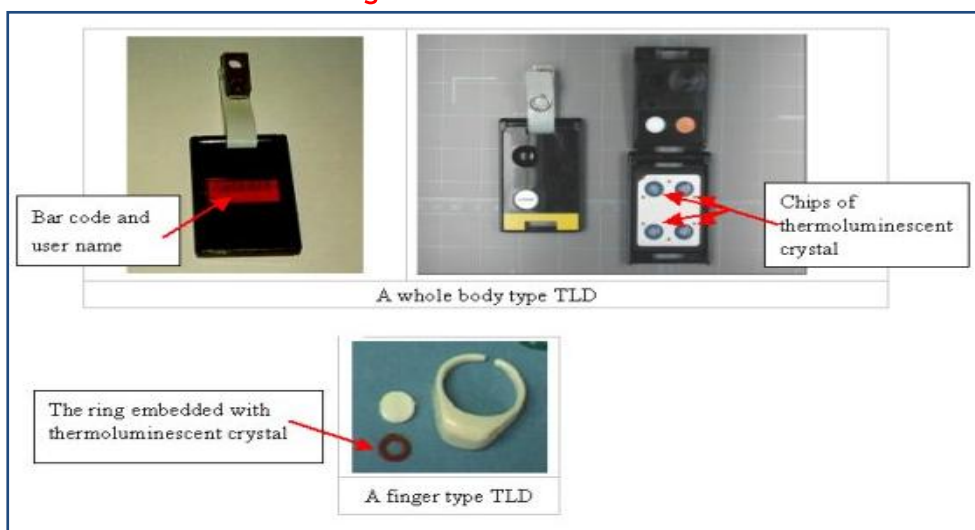 Bar code and
user name
Chips of
thermoluminescent
crystal
A whole body type TLD
The ring embedded with
thermoluminescent crystal
A finger type TLD